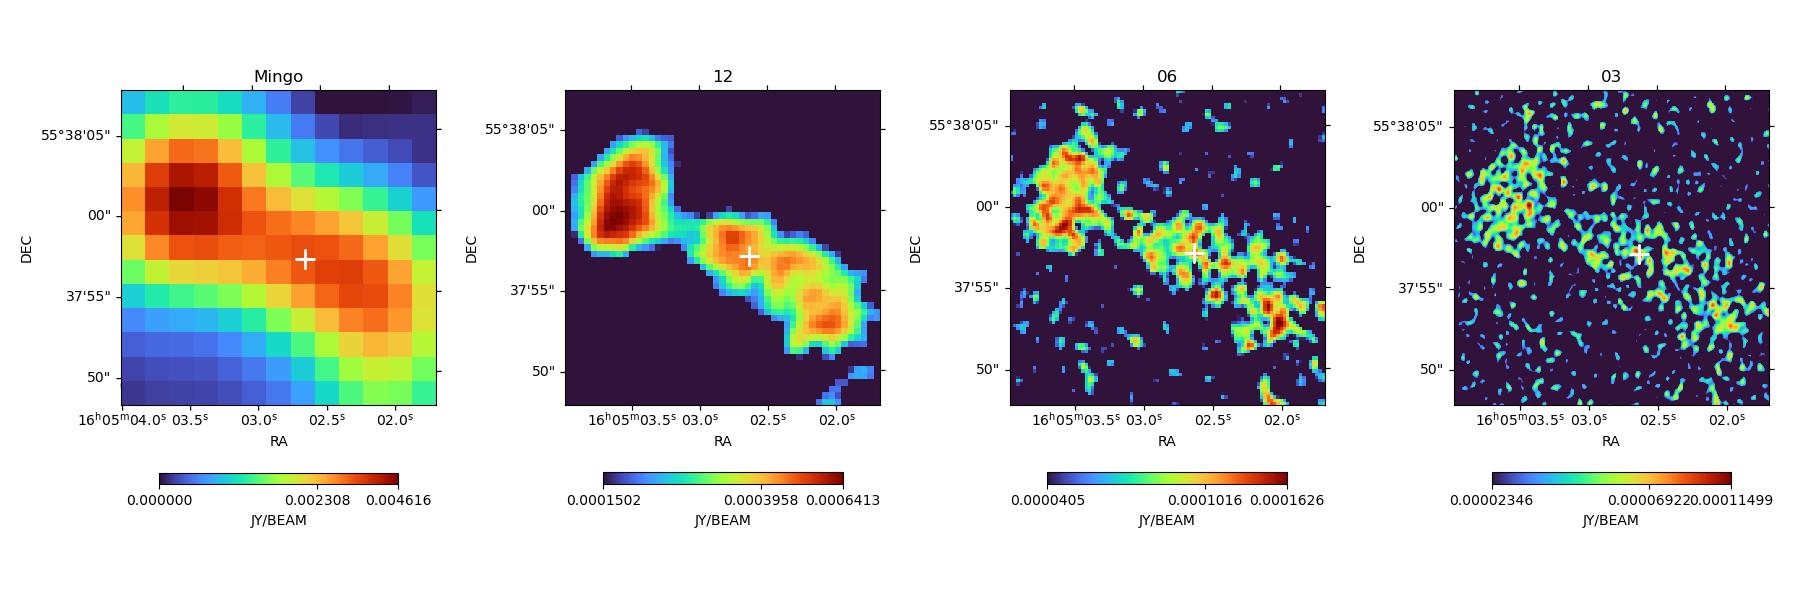 Mingo
12
06
03
55°38'05"
00"
37'55"
50"
DEC
16ʰ05ᵐ04.0ˢ 03.5ˢ 03.0ˢ 02.5ˢ 02.0ˢ
RA
0.0000000 0.002308 0.004616
JY/BEAM
55°38'05"
00"
37'55"
50"
DEC
16ʰ05ᵐ03.5ˢ 03.0ˢ 02.5ˢ 02.0ˢ
RA
0.0001502 0.0003958 0.0006413
JY/BEAM
55°38'05"
00"
37'55"
50"
DEC
16ʰ05ᵐ03.5ˢ 03.0ˢ 02.5ˢ 02.0ˢ
RA
0.0000405 0.0001016 0.0001626
JY/BEAM
55°38'05"
00"
37'55"
50"
DEC
16ʰ05ᵐ03.5ˢ 03.0ˢ 02.5ˢ 02.0ˢ
RA
0.00002346 0.00006922 0.00011499
JY/BEAM